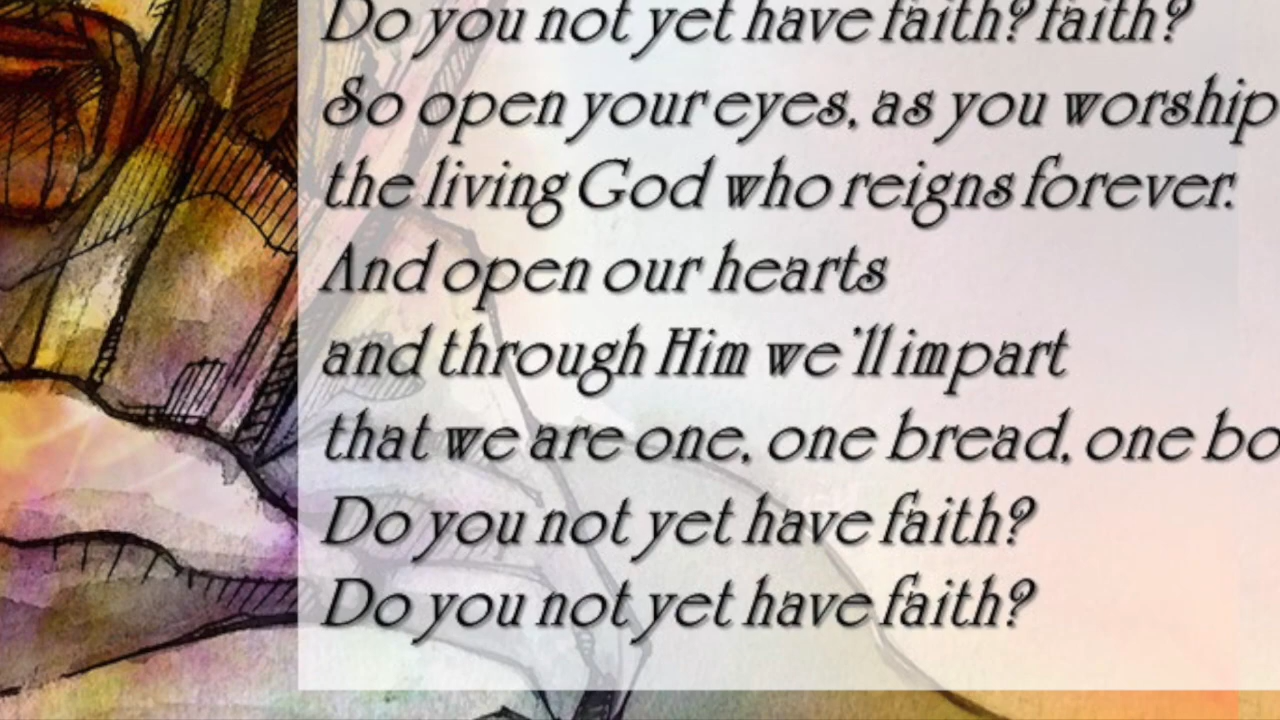 Do you not yet have faith? faith?
So open your eyes, as you worship
the living God who reigns forever.
And open our hearts
and through Him we'll impart
that we are one, one bread, one bo
Do you not yet have faith?
Do you not yet have faith?